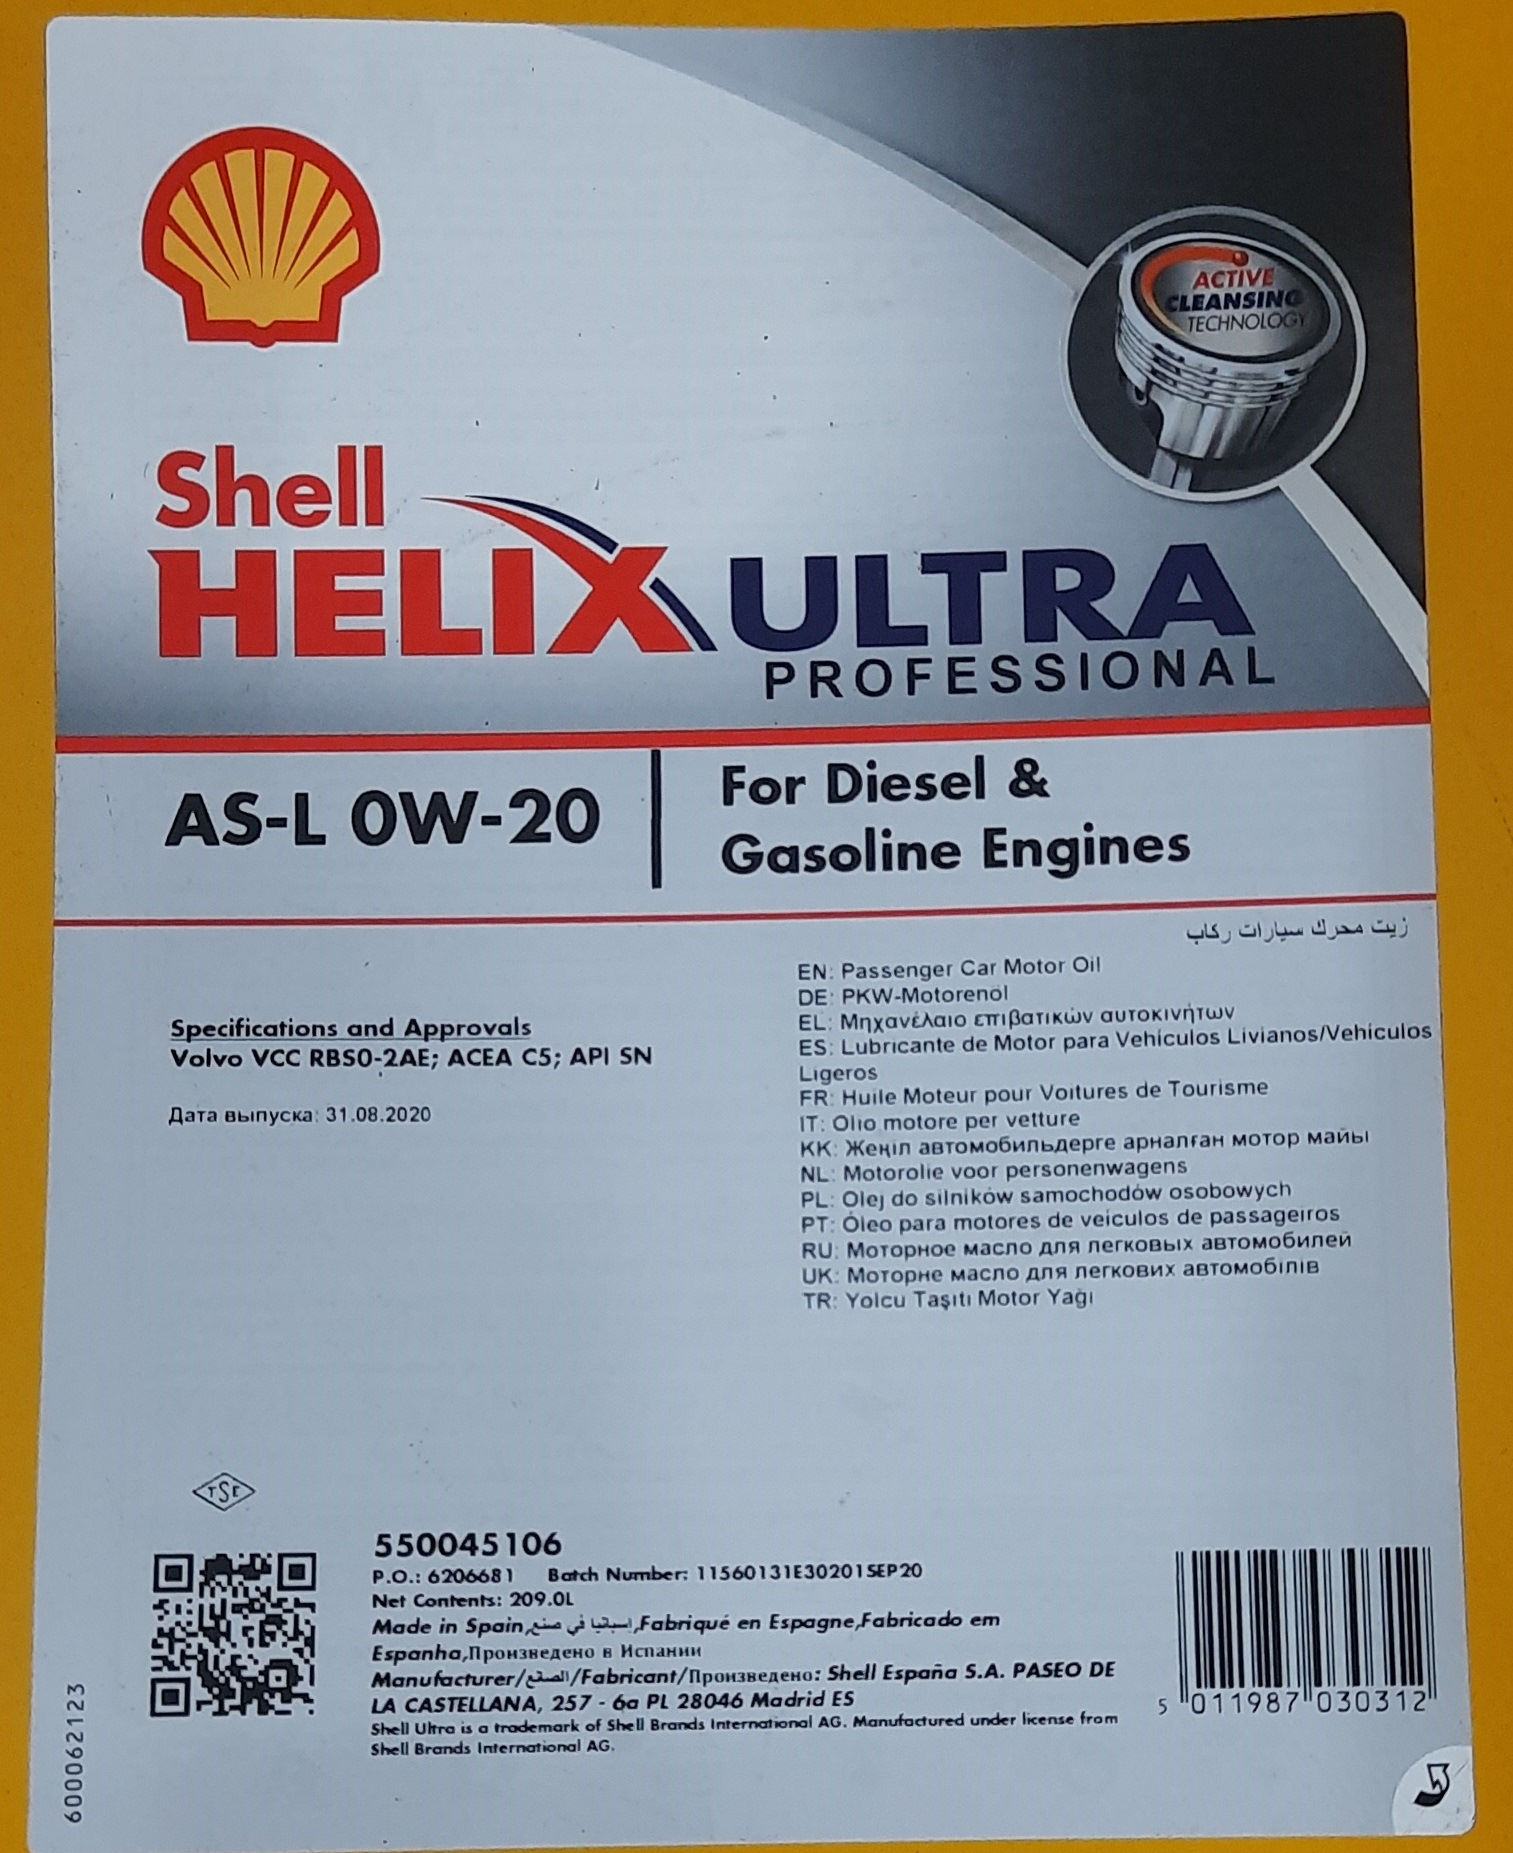 ACTIVE
CLEANSING
TECHNOLOGY
Shell
HELIX ULTRA
PROFESSIONAL
AS-L 0W-20
For Diesel &
Gasoline Engines
زيت محرك سيارات ركاب
EN: Passenger Car Motor Oil
DE: PKW-Motorenöl
EL: Μηχανέλαιο επιβατικών αυτοκινήτων
ES: Lubricante de Motor para Vehículos Livianos/Vehículos
Ligeros
FR: Huile Moteur pour Voitures de Tourisme
IT: Olio motore per vetture
KK: Жеңіл автомобильдерге арналған мотор майы
NL: Motorolie voor personenwagens
PL: Olej do silników samochodów osobowych
PT: Óleo para motores de veículos de passageiros
RU: Моторное масло для легковых автомобилей
UK: Моторне масло для легкових автомобілів
TR: Yolcu Taşıtı Motor Yağı
Specifications and Approvals
Volvo VCC RBS0-2AE; ACEA C5; API SN
Дата выпуска: 31.08.2020
TSE
550045106
P.O.: 6206681 Batch Number: 11560131E30201SEP20
Net Contents: 209.0L
Made in Spain,إسبانيا في صنع,Fabriqué en Espagne,Fabricado em
Espanha,Произведено в Испании
Manufacturer/الصنع/Fabricant/Произведено: Shell España S.A. PASEO DE
LA CASTELLANA, 257 - 6a PL 28046 Madrid ES
Shell Ultra is a trademark of Shell Brands International AG. Manufactured under license from
Shell Brands International AG.
5 011987 030312
600062123